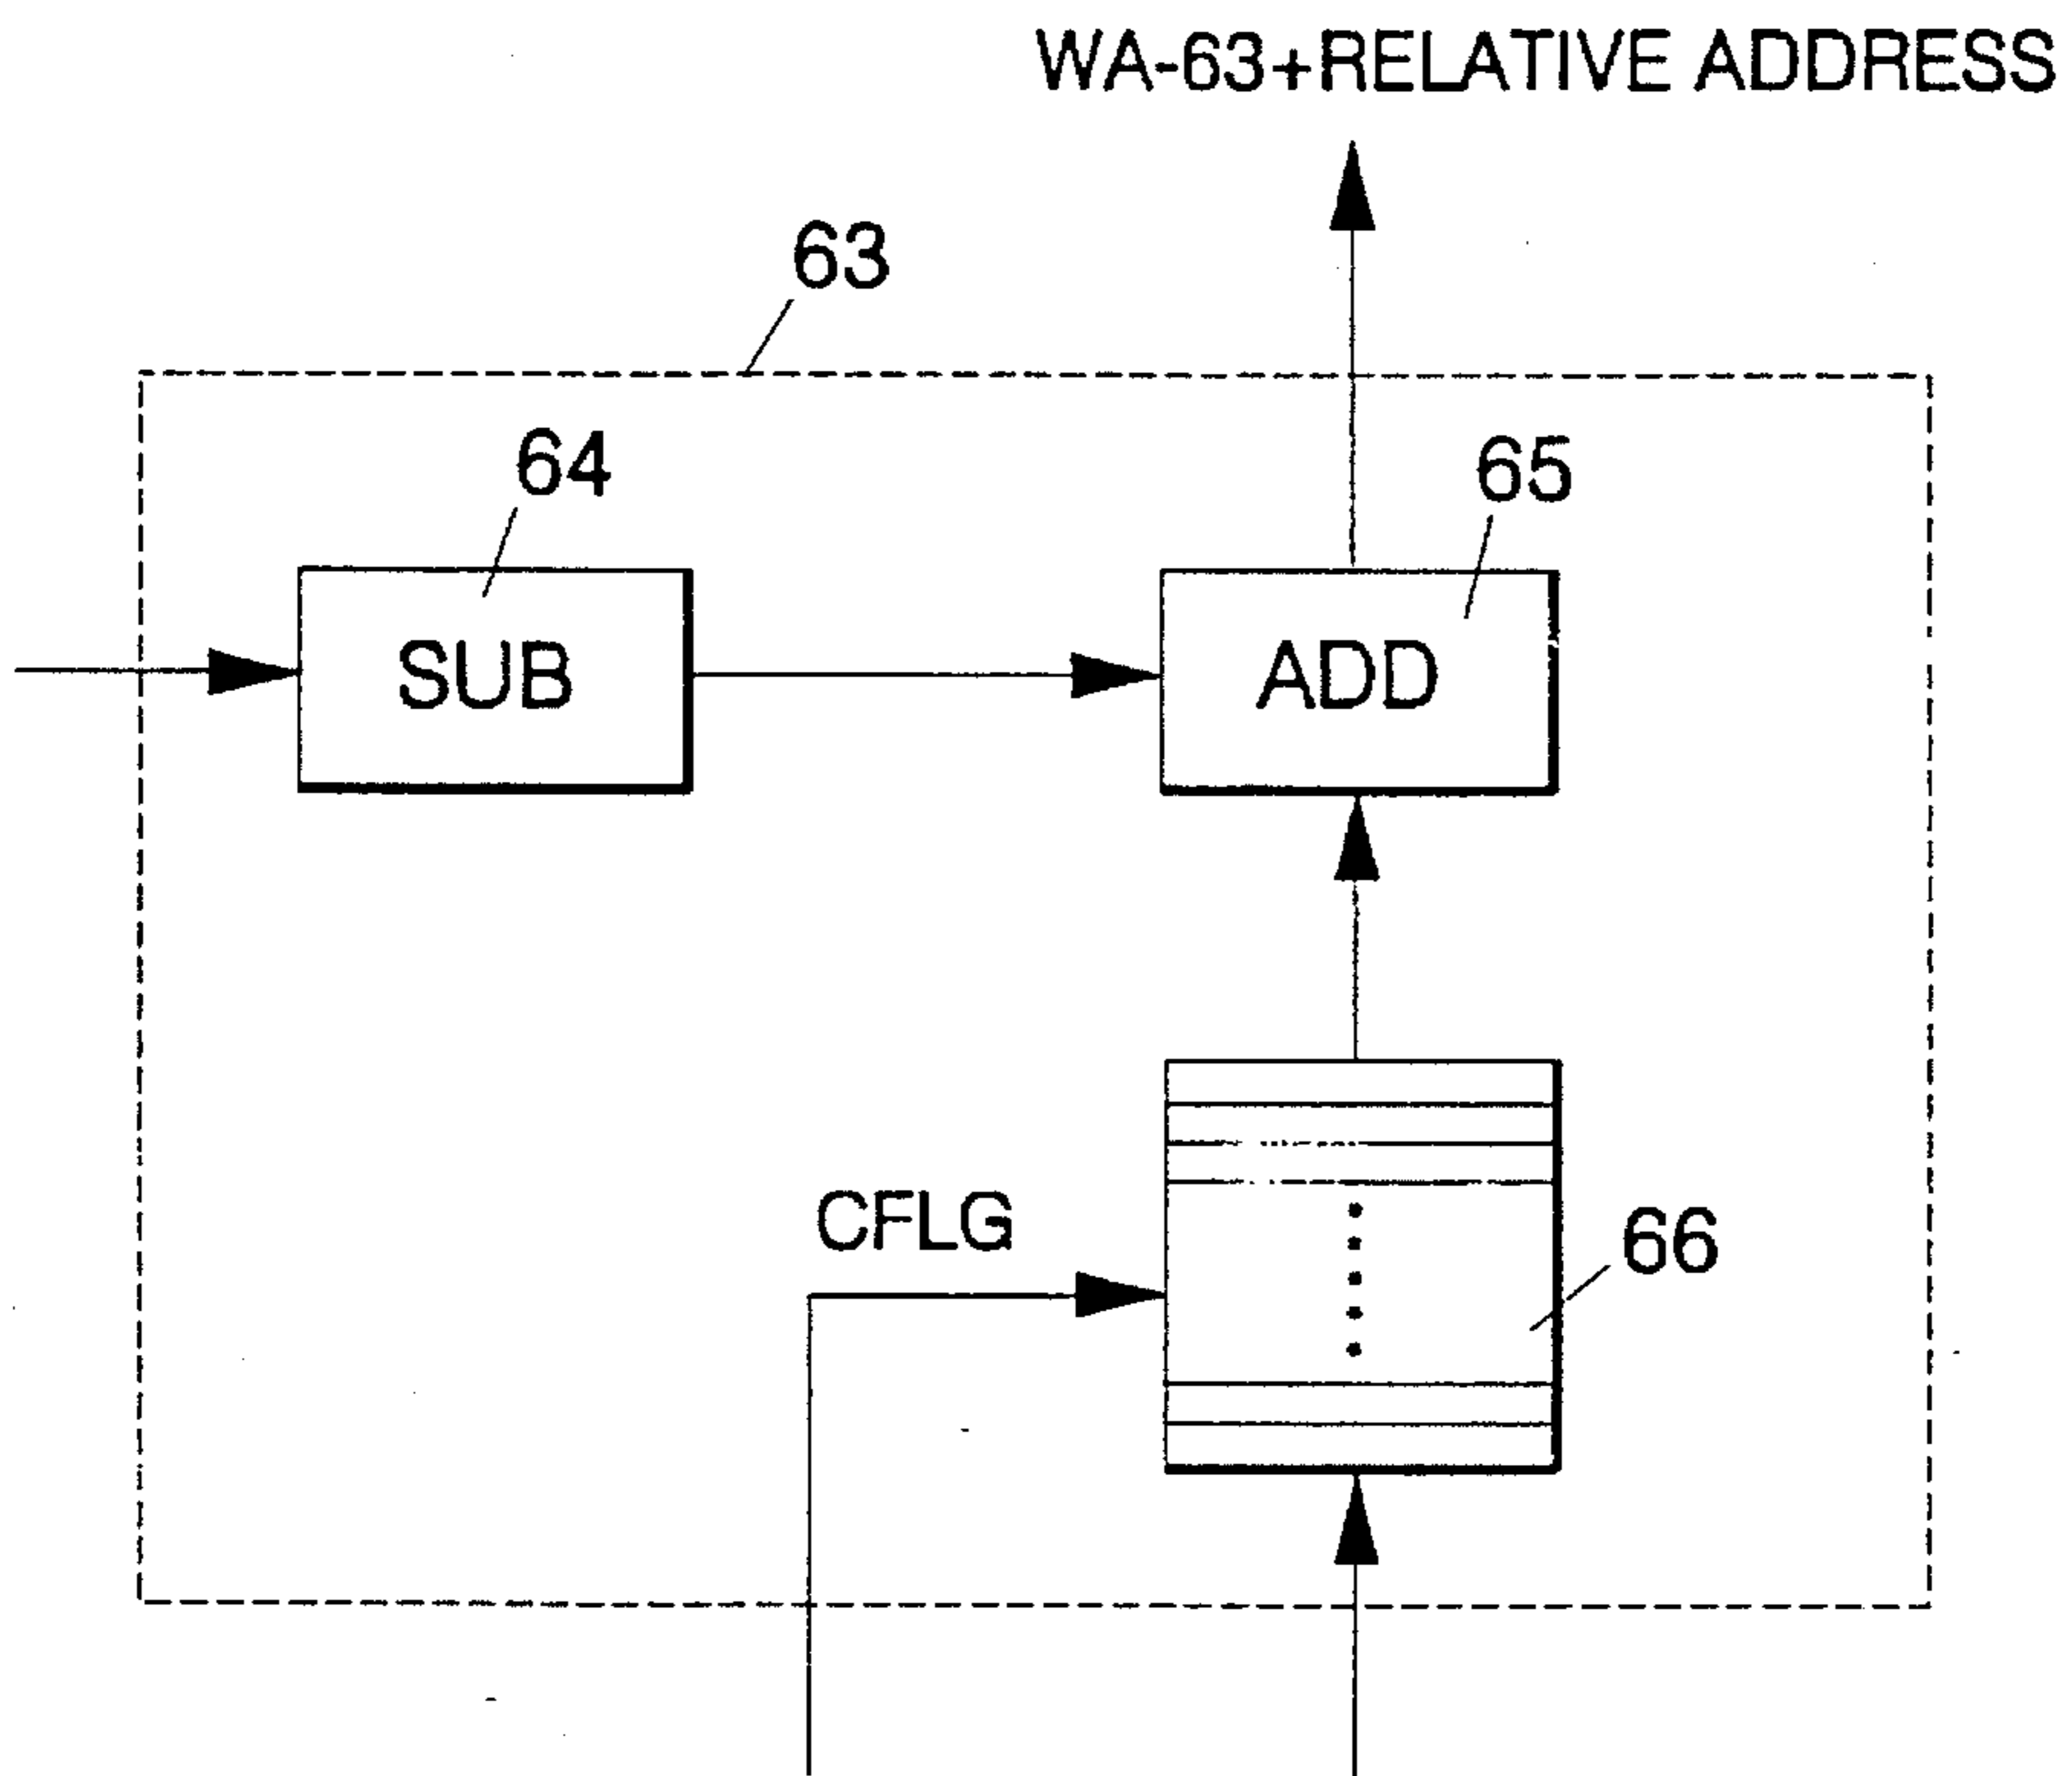 WA-63+RELATIVE ADDRESS
63
64
65
SUB
ADD
CFLG
66